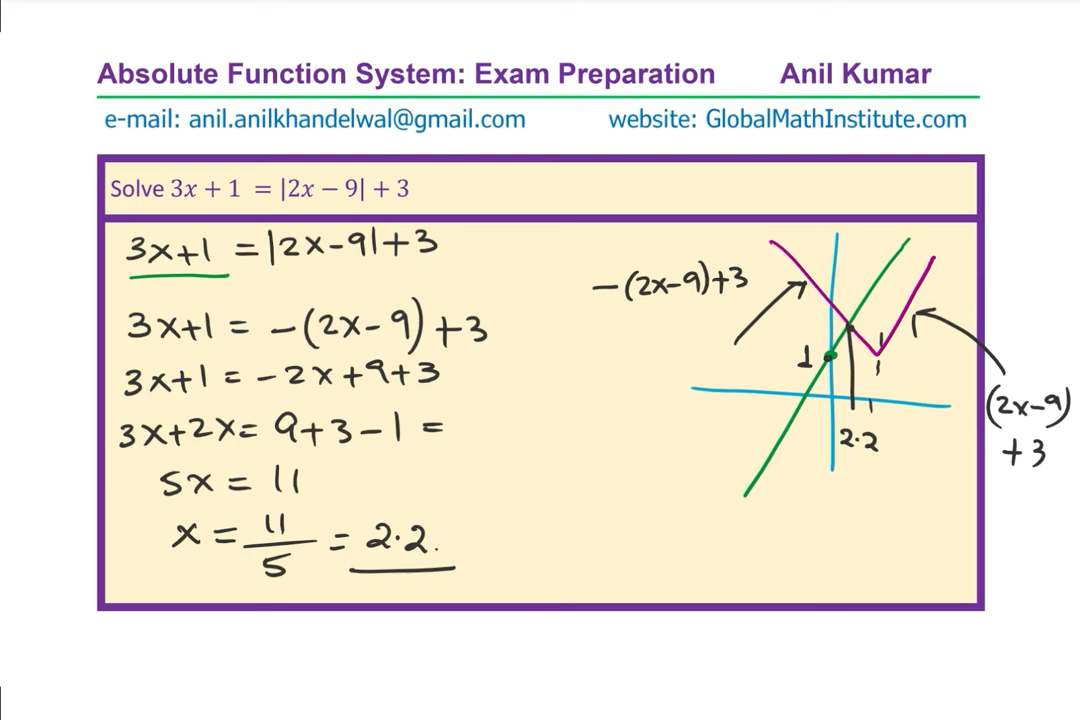 Absolute Function System: Exam Preparation Anil Kumar
e-mail: anil.anilkhandelwal@gmail.com website: GlobalMathInstitute.com
Solve 3x + 1 = |2x − 9| + 3
3x+1 = |2x-9|+3
3x+1 = -(2x-9)+3
3x+1 = -2x+9+3
3x+2x= 9+3-1 =
5x = 11
x = 11/5 = 2.2.
-(2x-9)+3
1
2.2
(2x-9)
+3